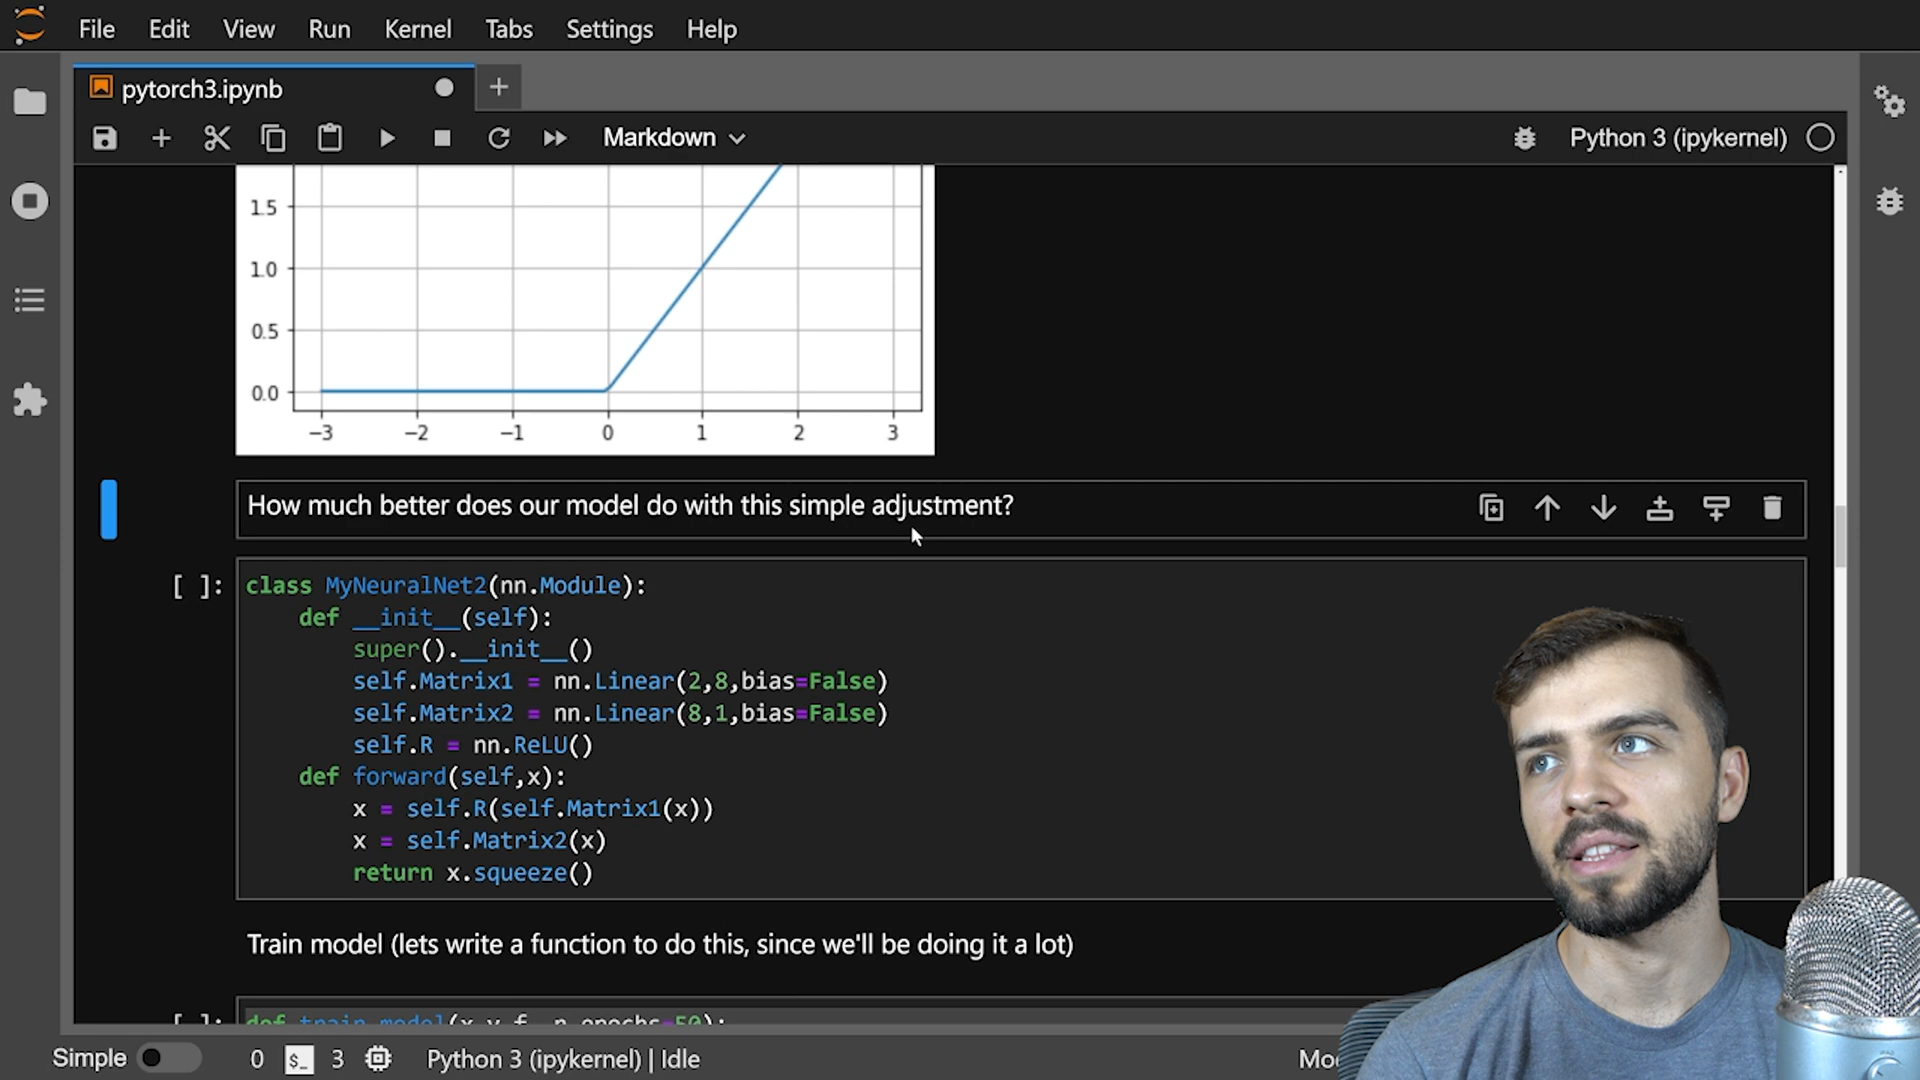 File Edit View Run Kernel Tabs Settings Help
pytorch3.ipynb
Markdown
Python 3 (ipykernel)
1.5
1.0
0.5
0.0
−3 −2 −1 0 1 2 3
How much better does our model do with this simple adjustment?
[ ]: class MyNeuralNet2(nn.Module):
def __init__(self):
super().__init__()
self.Matrix1 = nn.Linear(2,8,bias=False)
self.Matrix2 = nn.Linear(8,1,bias=False)
self.R = nn.ReLU()
def forward(self,x):
x = self.R(self.Matrix1(x))
x = self.Matrix2(x)
return x.squeeze()
Train model (lets write a function to do this, since we'll be doing it a lot)
[ ]: def train_model(x,y,f, n_epochs=50):
Simple 0 $_ 3 Python 3 (ipykernel) | Idle